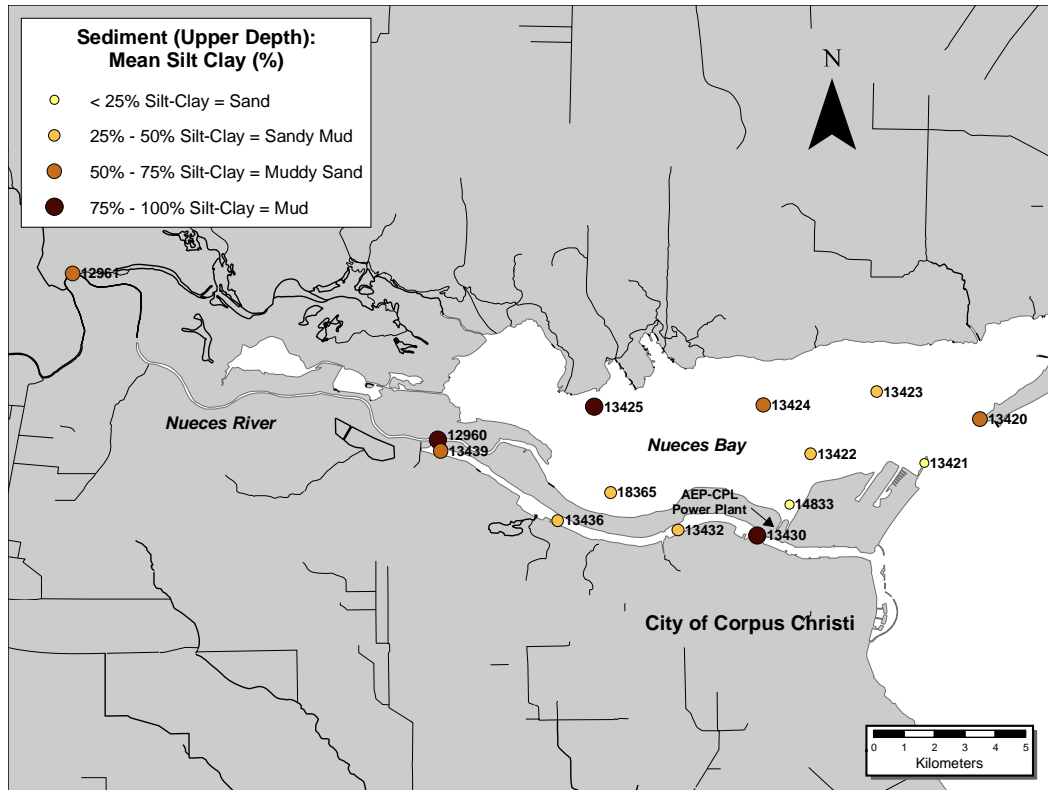 Sediment (Upper Depth):
Mean Silt Clay (%)
< 25% Silt-Clay = Sand
25% - 50% Silt-Clay = Sandy Mud
50% - 75% Silt-Clay = Muddy Sand
75% - 100% Silt-Clay = Mud
N
12961
13423
13425
13424
13420
Nueces River
12960
Nueces Bay
13439
13422
13421
18365
AEP-CPL
Power Plant
14833
13436
13432
13430
City of Corpus Christi
0 1 2 3 4 5
Kilometers